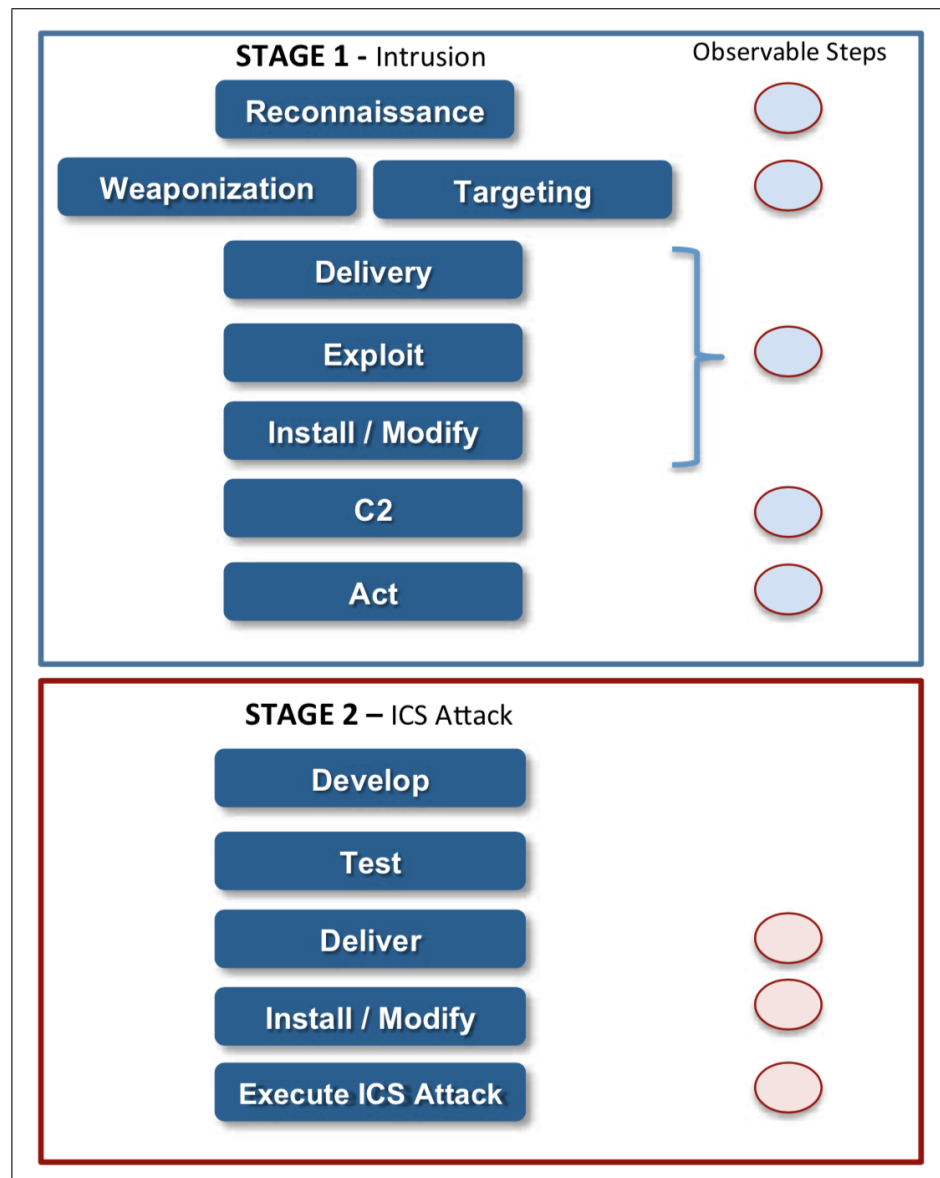 STAGE 1 - Intrusion
Observable Steps
Reconnaissance
Weaponization
Targeting
Delivery
Exploit
Install / Modify
C2
Act
STAGE 2 – ICS Attack
Develop
Test
Deliver
Install / Modify
Execute ICS Attack